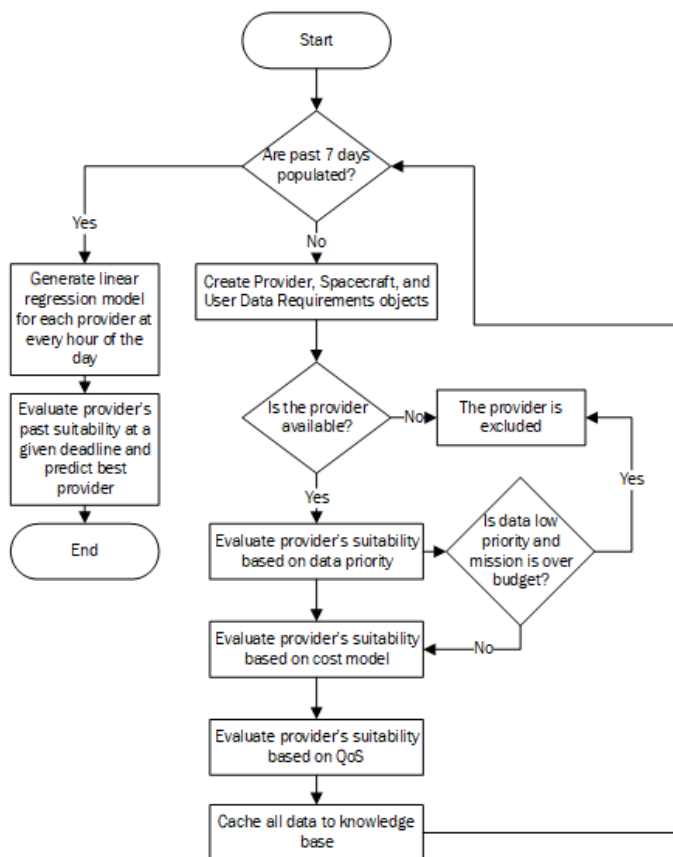 Start
Are past 7 days
populated?
Yes
No
Generate linear
regression model
for each provider at
every hour of the
day
Create Provider, Spacecraft, and
User Data Requirements objects
Evaluate provider's
past suitability at a
given deadline and
predict best
provider
Is the provider
available?
No
The provider is
excluded
Yes
Yes
End
Evaluate provider's suitability
based on data priority
Is data low
priority and
mission is over
budget?
Evaluate provider's suitability
based on cost model
No
Evaluate provider's suitability
based on QoS
Cache all data to knowledge
base